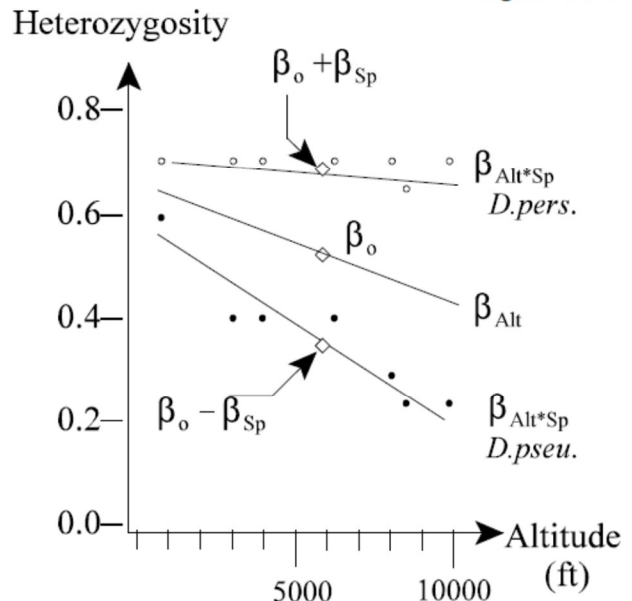 Heterozygosity
β₀ + β_Sp
0.8
β_Alt*Sp
D.pers.
0.6
β₀
0.4
β_Alt
β₀ – β_Sp
0.2
β_Alt*Sp
D.pseu.
0.0
Altitude
(ft)
5000
10000